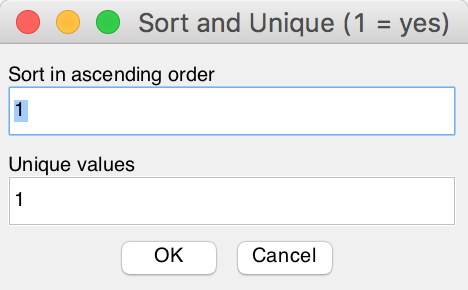 Sort and Unique (1 = yes)
Sort in ascending order
1
Unique values
1
OK Cancel